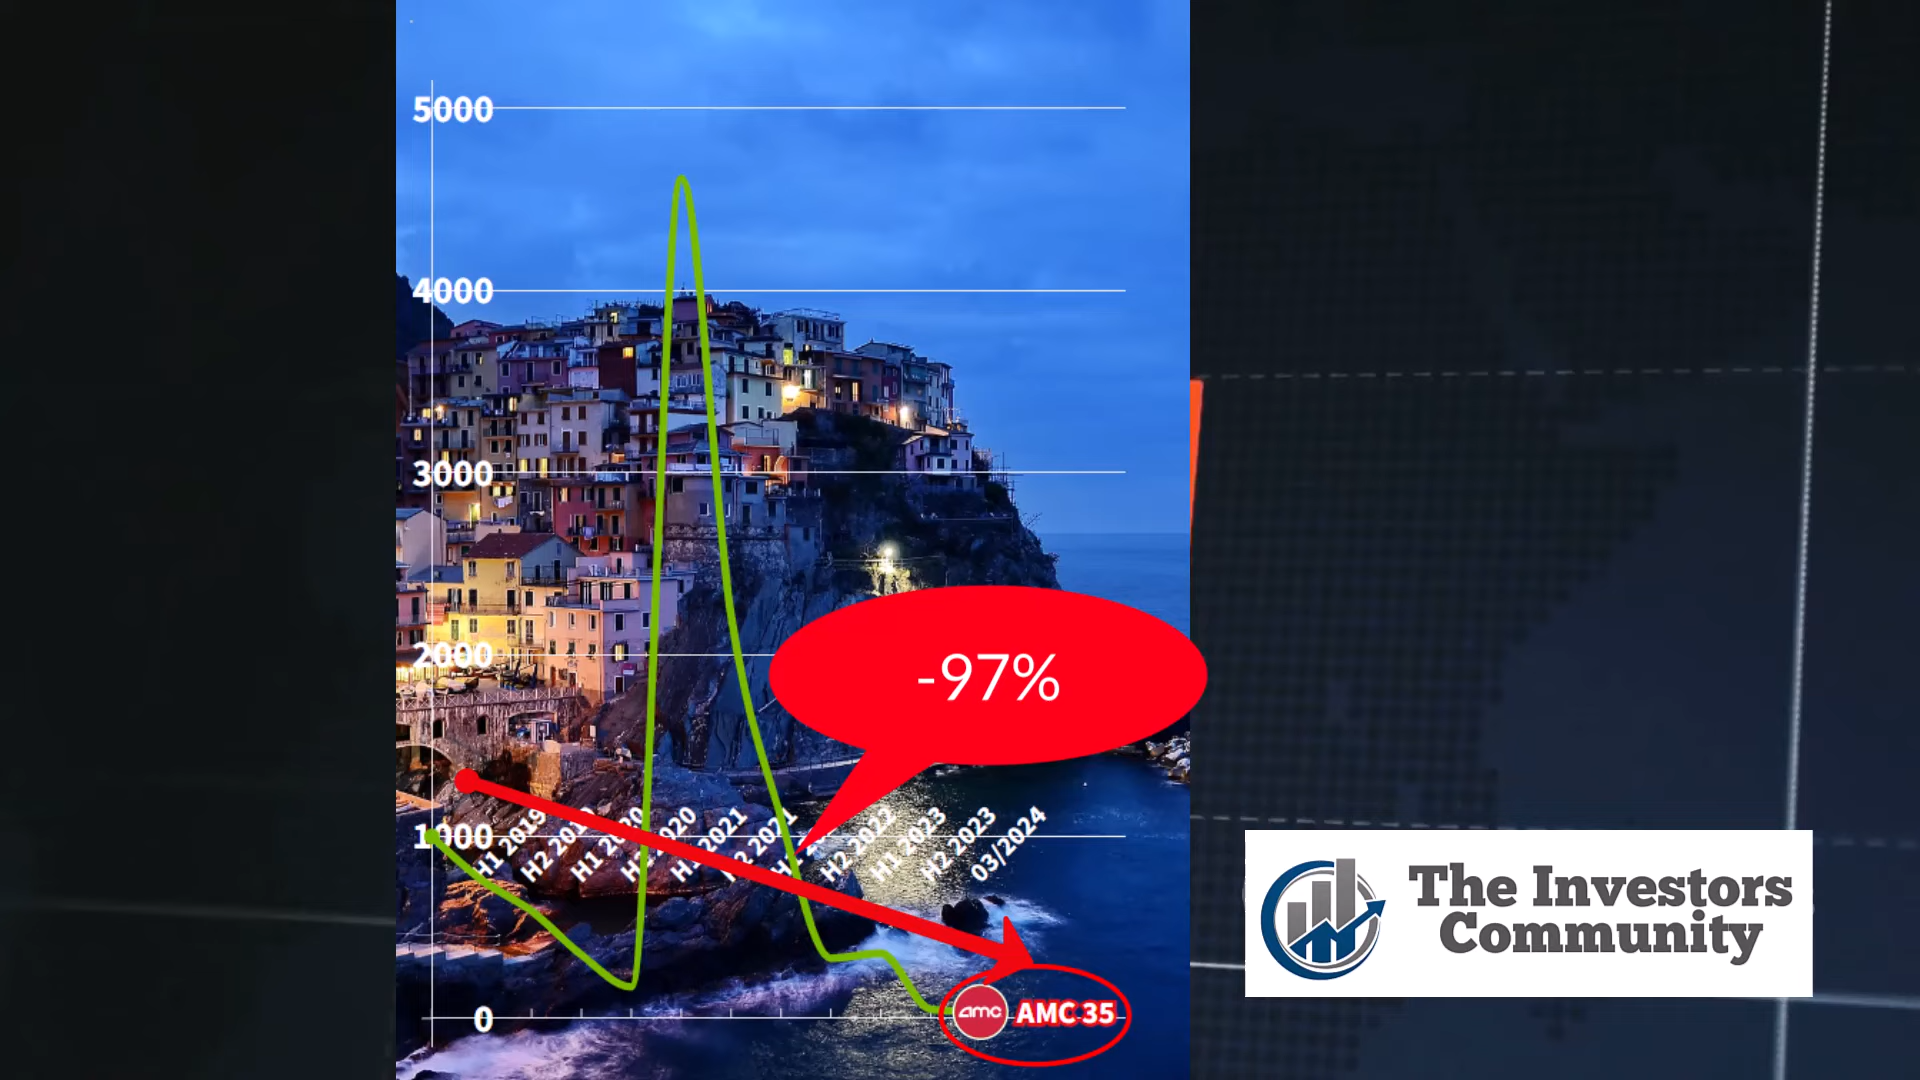 5000
4000
3000
2000
1000
0
-97%
H1 2019
H2 2019
H1 2020
H2 2020
H1 2021
H2 2021
H2 2022
H1 2023
H2 2023
03/2024
amc
AMC 35
The Investors
Community